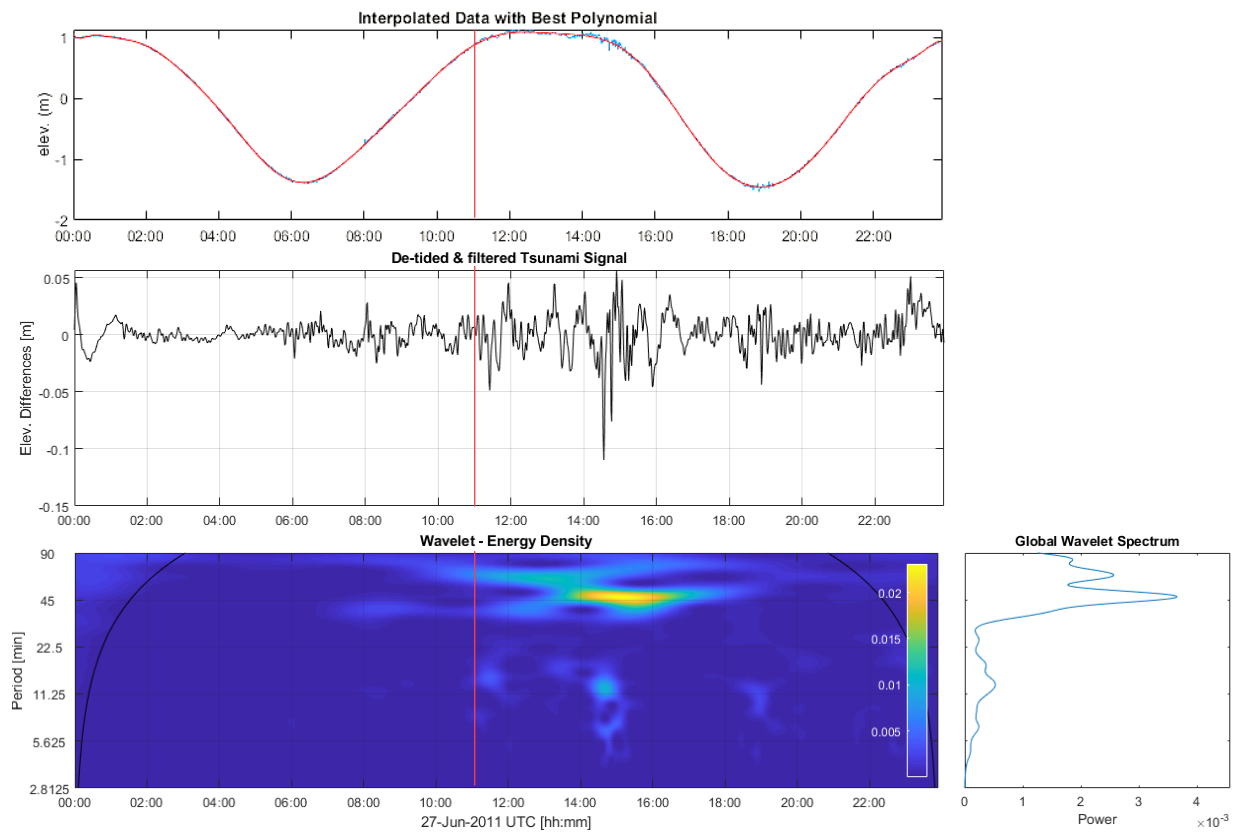 Interpolated Data with Best Polynomial
elev. (m)
1
0
-1
-2
00:00 02:00 04:00 06:00 08:00 10:00 12:00 14:00 16:00 18:00 20:00 22:00
De-tided & filtered Tsunami Signal
Elev. Differences [m]
0.05
0
-0.05
-0.1
-0.15
00:00 02:00 04:00 06:00 08:00 10:00 12:00 14:00 16:00 18:00 20:00 22:00
Wavelet - Energy Density
Period [min]
90
45
22.5
11.25
5.625
2.8125
0.02
0.015
0.01
0.005
00:00 02:00 04:00 06:00 08:00 10:00 12:00 14:00 16:00 18:00 20:00 22:00
27-Jun-2011 UTC [hh:mm]
Global Wavelet Spectrum
0 1 2 3 4
Power
×10-3